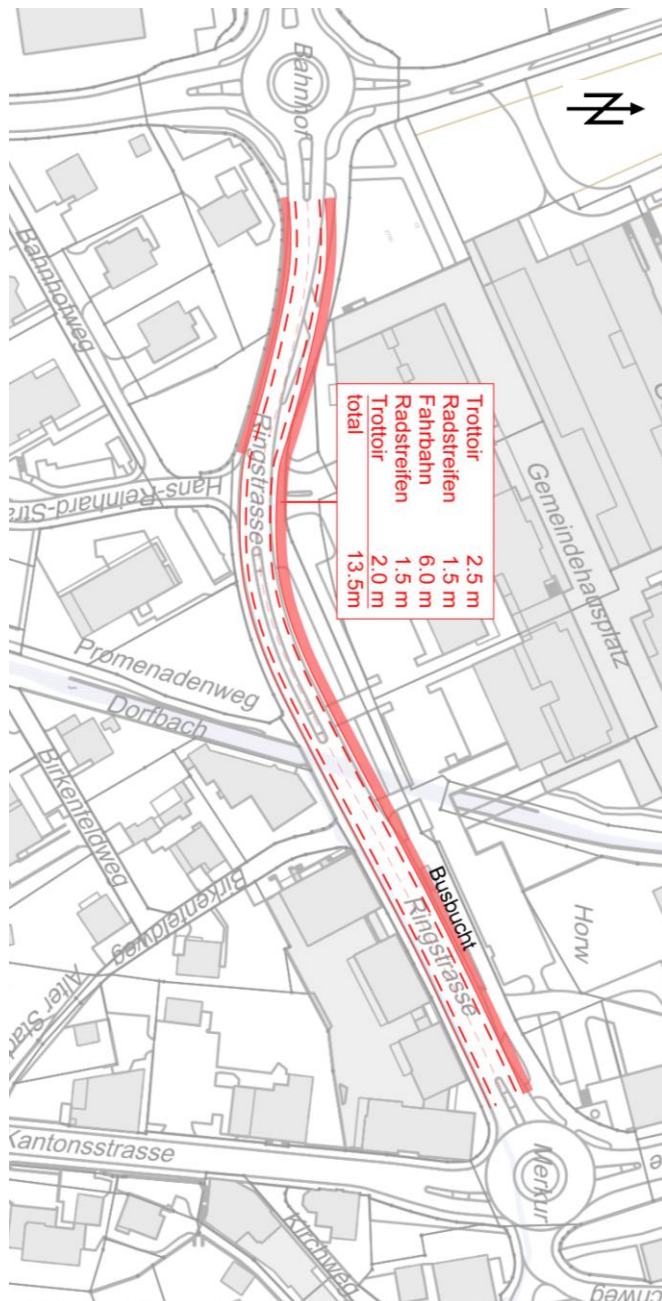 Bahnhof
N
Bahnhofweg
Ringstrasse
Hans-Reinhard-Stra
Trottoir 2.5 m
Radstreifen 1.5 m
Fahrbahn 6.0 m
Radstreifen 1.5 m
Trottoir 2.0 m
total 13.5m
Gemeindehausplatz
Promenadenweg
Dorfbach
Birkenfeldweg
Birkenfeldweg
Alter Stad
Busbucht
Ringstrasse
Horw
Kantonsstrasse
Merkur
Kirchweg